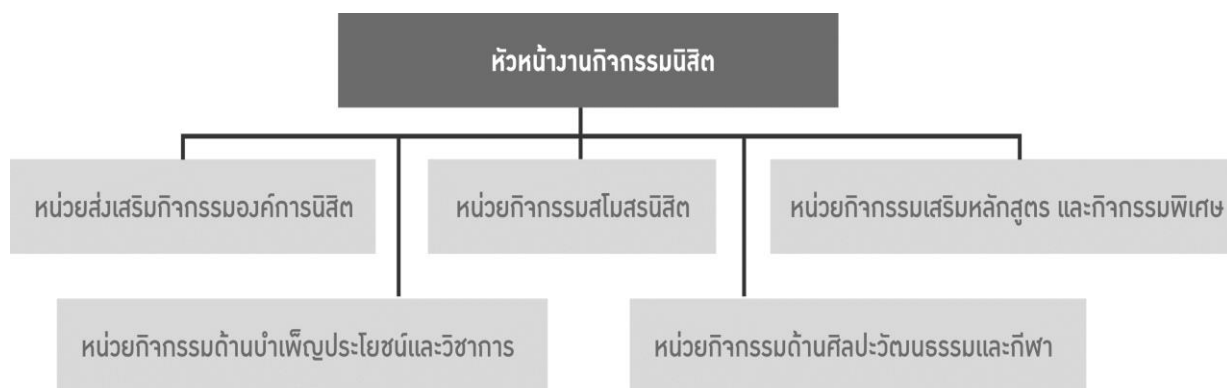 หัวหน้างานกิจกรรมนิสิต
หน่วยส่งเสริมกิจกรรมองค์การนิสิต
หน่วยกิจกรรมสโมสรนิสิต
หน่วยกิจกรรมเสริมหลักสูตร และกิจกรรมพิเศษ
หน่วยกิจกรรมด้านบำเพ็ญประโยชน์และวิชาการ
หน่วยกิจกรรมด้านศิลปะวัฒนธรรมและกีฬา